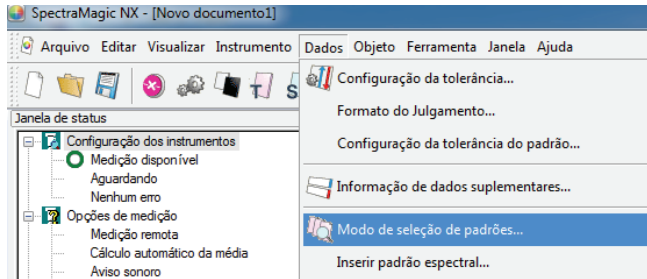 SpectraMagic NX - [Novo documento1]
Arquivo Editar Visualizar Instrumento Dados Objeto Ferramenta Janela Ajuda
Janela de status
Configuração dos instrumentos
Medição disponível
Aguardando
Nenhum erro
Opções de medição
Medição remota
Cálculo automático da média
Aviso sonoro
Configuração da tolerância...
Formato do Julgamento...
Configuração da tolerância do padrão...
Informação de dados suplementares...
Modo de seleção de padrões...
Inserir padrão espectral...